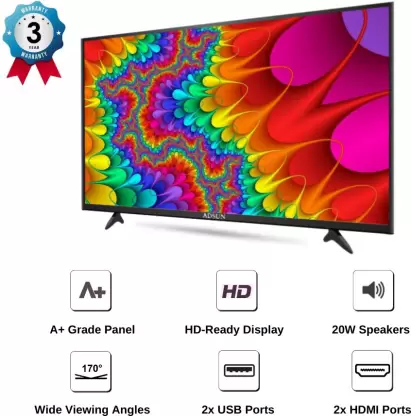 WARRANTY
3
YEAR
WARRANTY
ADSUN
A+
HD
A+ Grade Panel
HD-Ready Display
20W Speakers
170°
Wide Viewing Angles
2x USB Ports
2x HDMI Ports